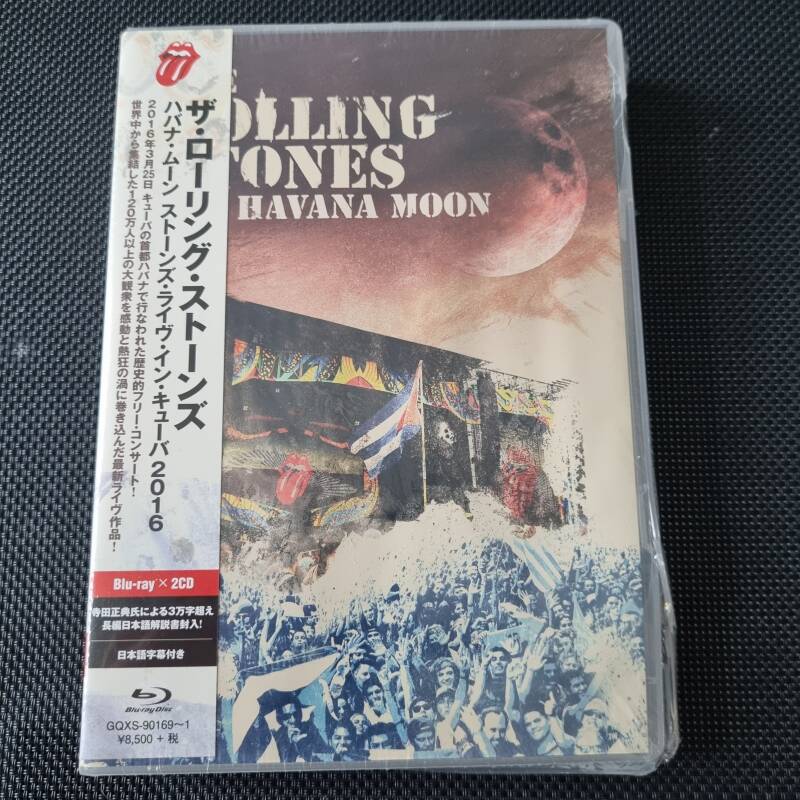 ザ・ローリング・ストーンズ
ハバナ・ムーン ストーンズ・ライヴ・イン・キューバ2016
2016年3月25日 キューバの首都ハバナで行なわれた歴史的フリー・コンサート!
世界中から集結した120万人以上の大観衆を感動と熱狂の渦に巻き込んだ最新ライヴ作品!
Blu-ray × 2CD
寺田正典氏による3万字超え
長編日本語解説書封入!
日本語字幕付き
Blu-ray Disc
GQXS-90169～1
¥8,500 + 税
E
OLLING
TONES
HAVANA MOON